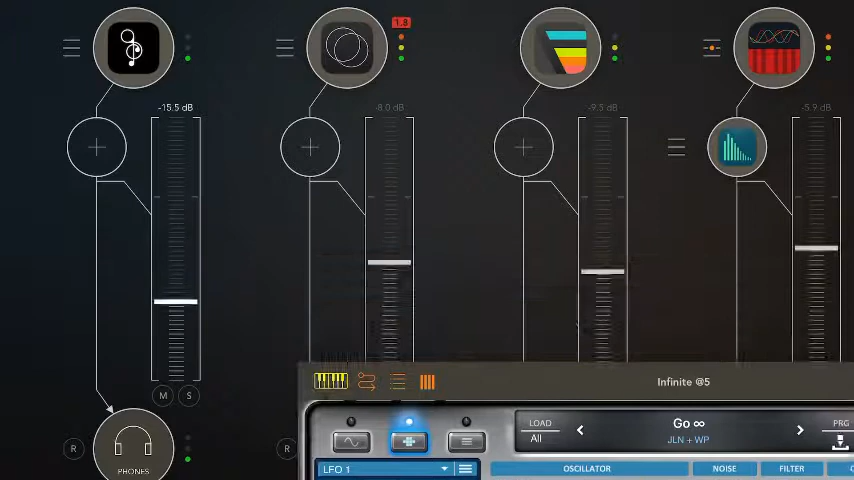 1.8
-15.5 dB
-8.0 dB
-9.5 dB
-5.9 dB
M
S
R
PHONES
R
Infinite @5
LOAD
All
Go ∞
JLN + WP
PRG
LFO 1
OSCILLATOR
NOISE
FILTER